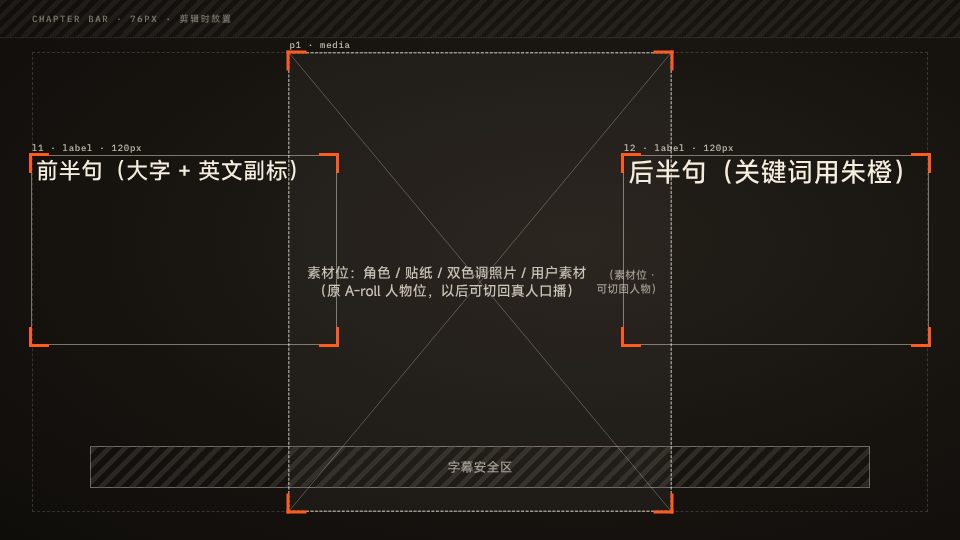 CHAPTER BAR · 76PX · 剪辑时放置
p1 · media
l1 · label · 120px
l2 · label · 120px
前半句（大字 + 英文副标）
后半句（关键词用朱橙）
素材位：角色 / 贴纸 / 双色调照片 / 用户素材
（原 A-roll 人物位，以后可切回真人口播）
（素材位 ·
可切回人物）
字幕安全区